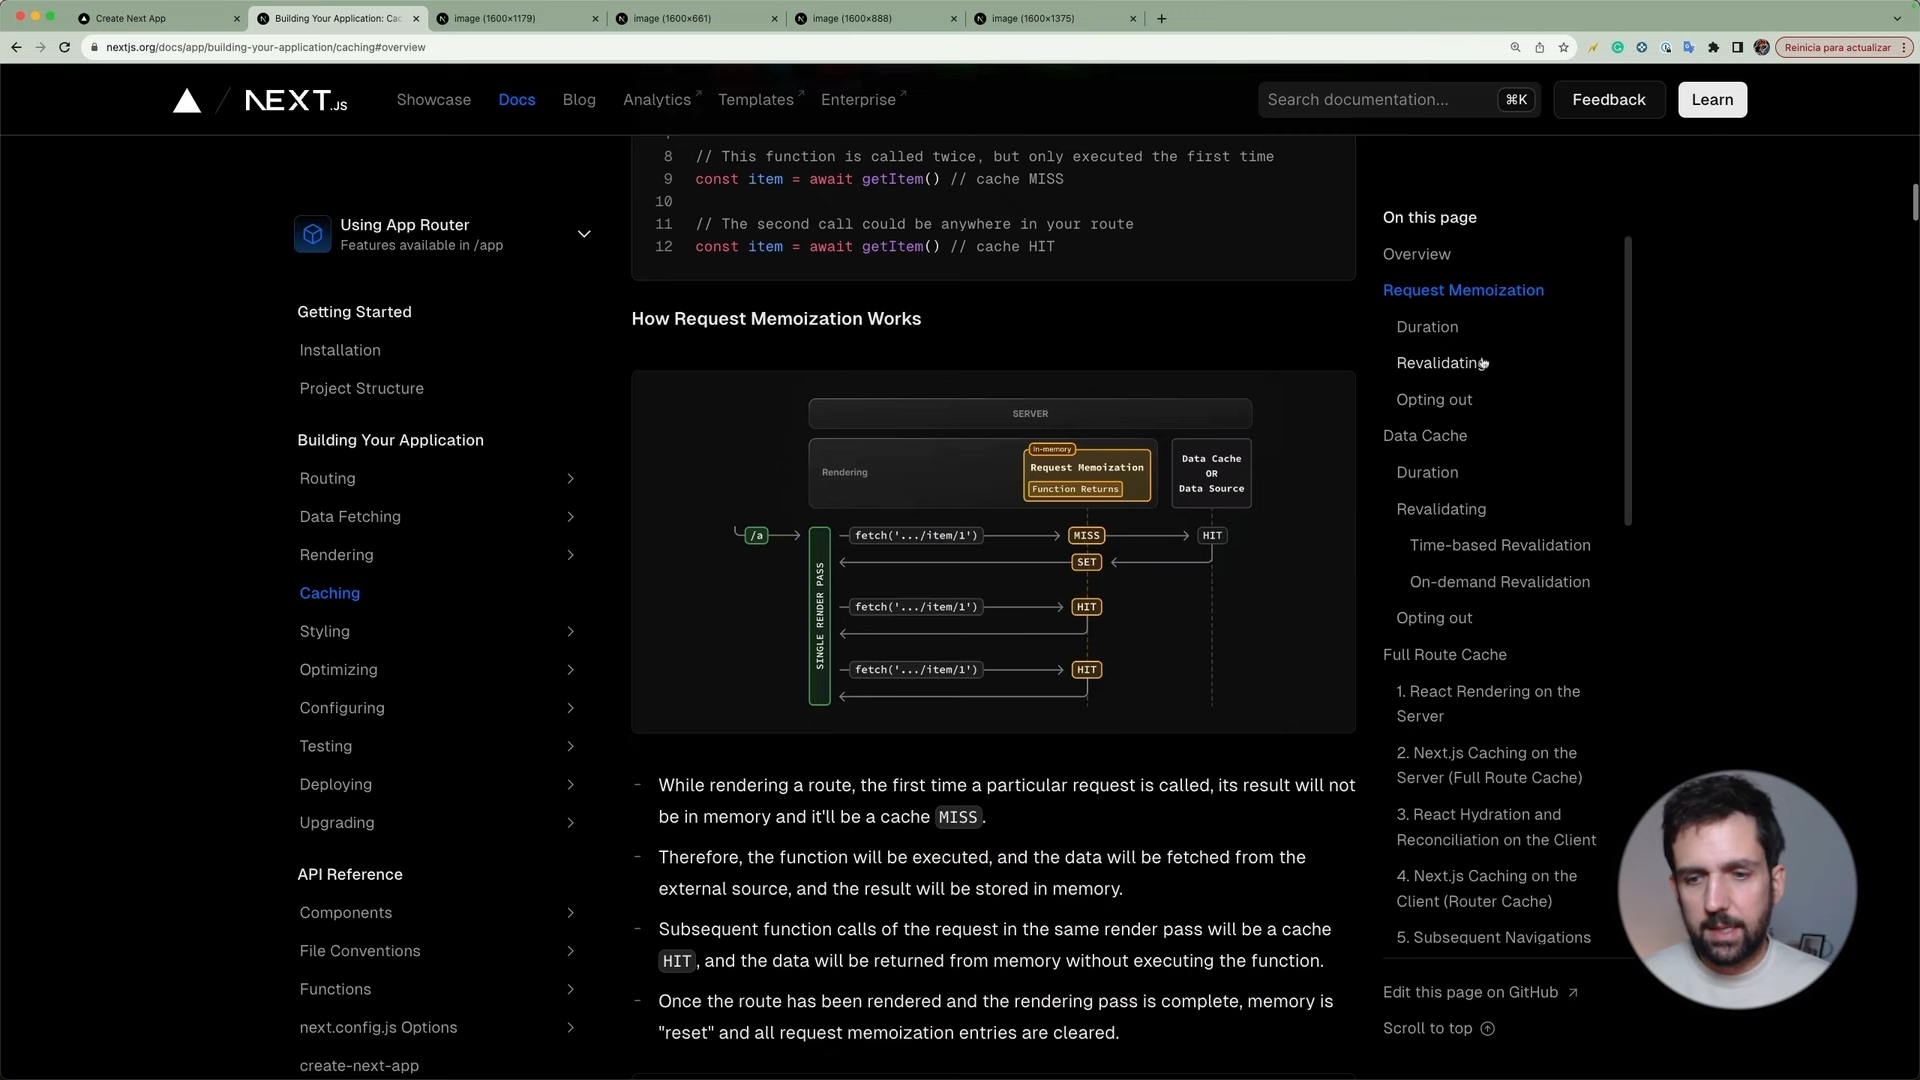 Create Next App
Building Your Application: Cac
image (1600×1179)
image (1600×661)
image (1600×888)
image (1600×1375)
nextjs.org/docs/app/building-your-application/caching#overview
Reinicia para actualizar
NEXT.JS
Showcase
Docs
Blog
Analytics
Templates
Enterprise
Search documentation...
⌘K
Feedback
Learn
Using App Router
Features available in /app
Getting Started
Installation
Project Structure
Building Your Application
Routing
Data Fetching
Rendering
Caching
Styling
Optimizing
Configuring
Testing
Deploying
Upgrading
API Reference
Components
File Conventions
Functions
next.config.js Options
create-next-app
8 // This function is called twice, but only executed the first time
9 const item = await getItem() // cache MISS
10
11 // The second call could be anywhere in your route
12 const item = await getItem() // cache HIT
How Request Memoization Works
SERVER
Rendering
In-memory
Request Memoization
Function Returns
Data Cache
OR
Data Source
/a
SINGLE RENDER PASS
fetch('.../item/1')
MISS
HIT
SET
fetch('.../item/1')
HIT
fetch('.../item/1')
HIT
- While rendering a route, the first time a particular request is called, its result will not
be in memory and it'll be a cache MISS.
- Therefore, the function will be executed, and the data will be fetched from the
external source, and the result will be stored in memory.
- Subsequent function calls of the request in the same render pass will be a cache
HIT, and the data will be returned from memory without executing the function.
- Once the route has been rendered and the rendering pass is complete, memory is
"reset" and all request memoization entries are cleared.
On this page
Overview
Request Memoization
Duration
Revalidating
Opting out
Data Cache
Duration
Revalidating
Time-based Revalidation
On-demand Revalidation
Opting out
Full Route Cache
1. React Rendering on the
Server
2. Next.js Caching on the
Server (Full Route Cache)
3. React Hydration and
Reconciliation on the Client
4. Next.js Caching on the
Client (Router Cache)
5. Subsequent Navigations
Edit this page on GitHub
Scroll to top